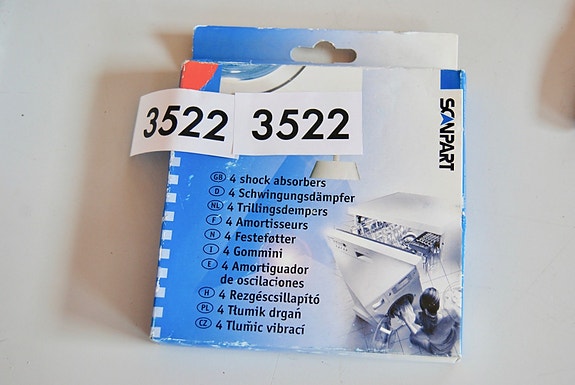 3522 3522
SCANPART
GB 4 shock absorbers
D 4 Schwingungsdämpfer
NL 4 Trillingsdempers
F 4 Amortisseurs
N 4 Festeføtter
I 4 Gommini
E 4 Amortiguador
de oscilaciones
H 4 Rezgéscsillapító
PL 4 Tłumik drgań
CZ 4 Tlumič vibrací